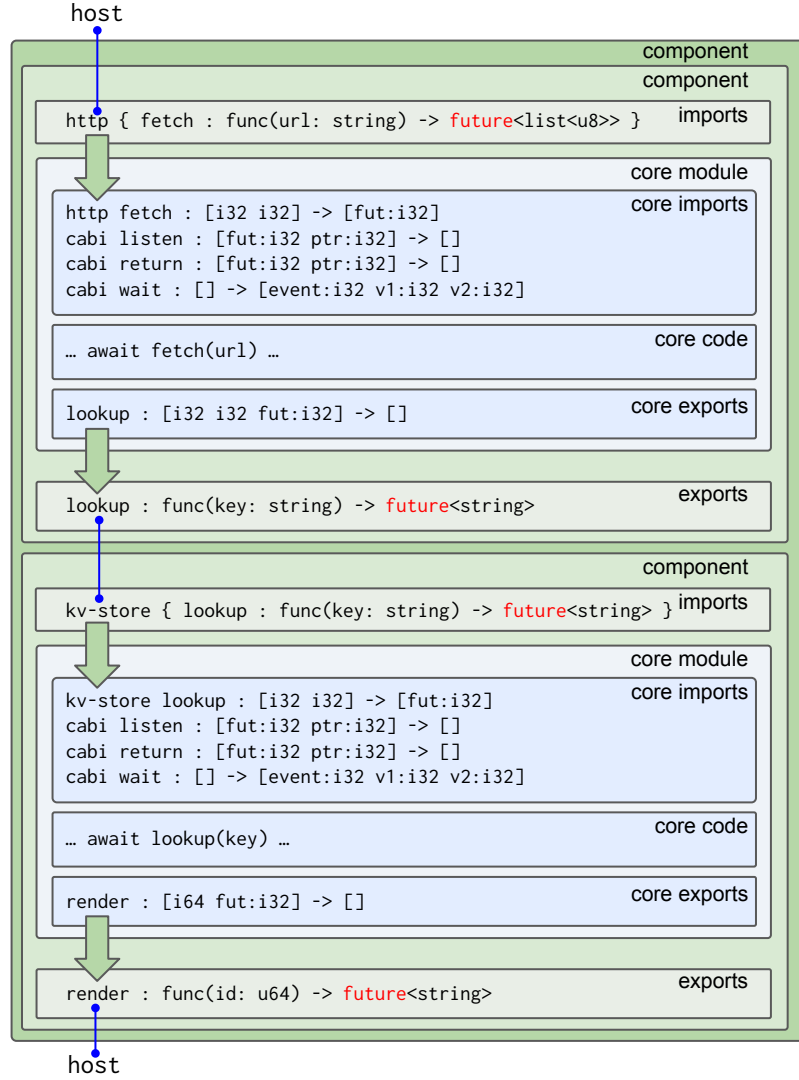 host
component
component
http { fetch : func(url: string) -> future<list<u8>> }
imports
core module
core imports
http fetch : [i32 i32] -> [fut:i32]
cabi listen : [fut:i32 ptr:i32] -> []
cabi return : [fut:i32 ptr:i32] -> []
cabi wait : [] -> [event:i32 v1:i32 v2:i32]
core code
… await fetch(url) …
core exports
lookup : [i32 i32 fut:i32] -> []
exports
lookup : func(key: string) -> future<string>
component
kv-store { lookup : func(key: string) -> future<string> }
imports
core module
core imports
kv-store lookup : [i32 i32] -> [fut:i32]
cabi listen : [fut:i32 ptr:i32] -> []
cabi return : [fut:i32 ptr:i32] -> []
cabi wait : [] -> [event:i32 v1:i32 v2:i32]
core code
… await lookup(key) …
core exports
render : [i64 fut:i32] -> []
exports
render : func(id: u64) -> future<string>
host